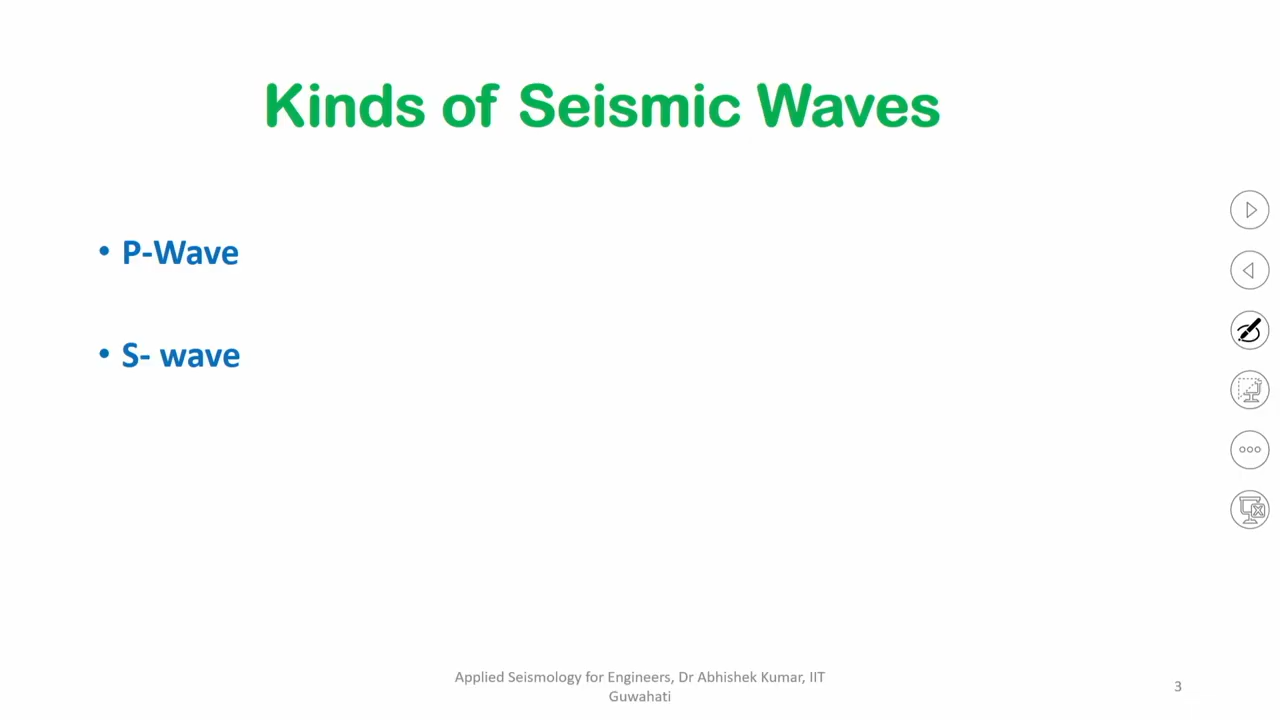 Kinds of Seismic Waves
• P-Wave
• S- wave
Applied Seismology for Engineers, Dr Abhishek Kumar, IIT
Guwahati
3